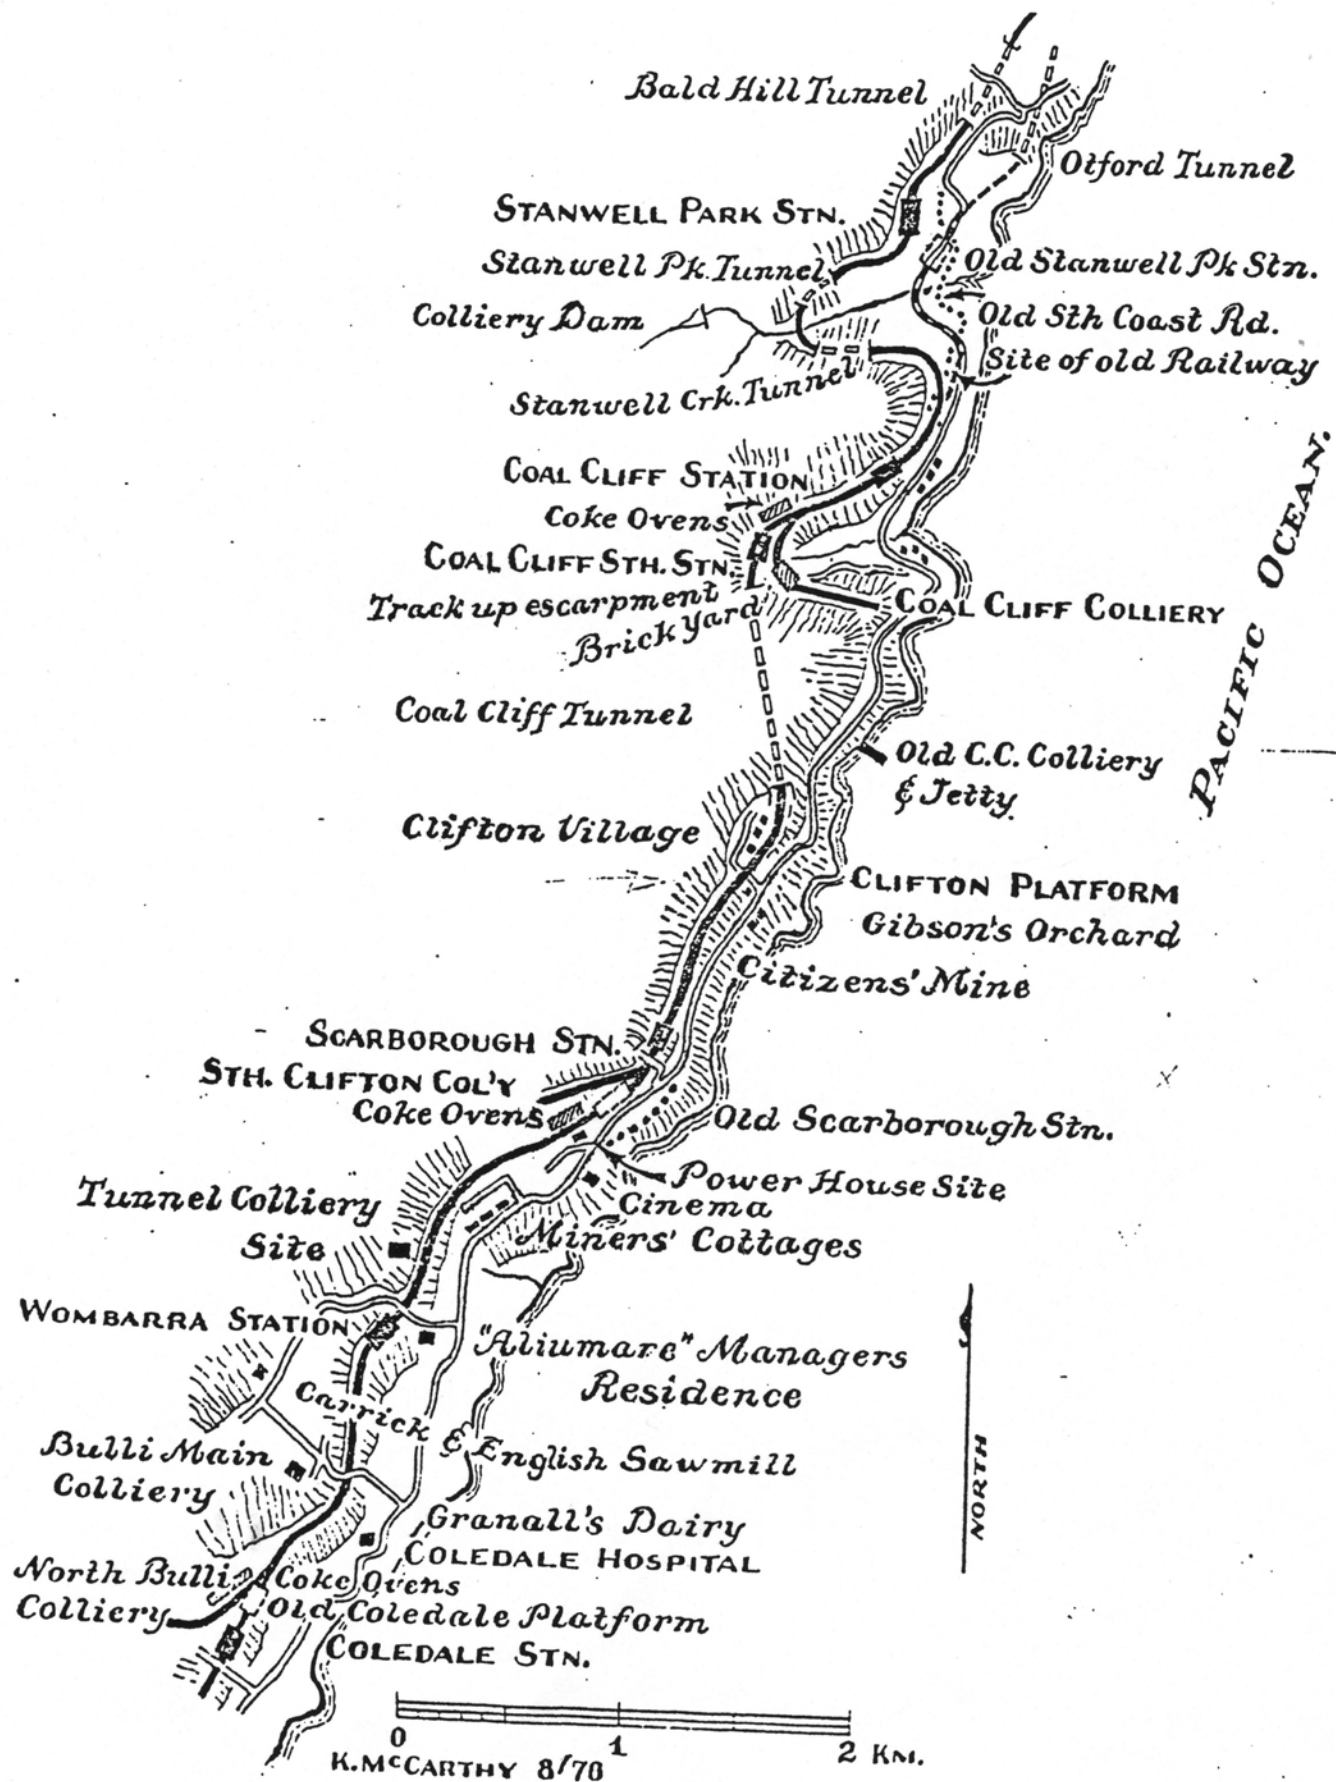 Bald Hill Tunnel
Otford Tunnel
STANWELL PARK STN.
Stanwell Pk. Tunnel
Old Stanwell Pk Stn.
Colliery Dam
Old Sth Coast Rd.
Site of old Railway
Stanwell Crk. Tunnel
COAL CLIFF STATION
Coke Ovens
COAL CLIFF STH. STN.
Track up escarpment
Brick Yard
COAL CLIFF COLLIERY
PACIFIC OCEAN.
Coal Cliff Tunnel
Old C.C. Colliery
& Jetty.
Clifton Village
CLIFTON PLATFORM
Gibson's Orchard
Citizens' Mine
SCARBOROUGH STN.
STH. CLIFTON COL'Y
Coke Ovens
Old Scarborough Stn.
Power House Site
Cinema
Tunnel Colliery
Site
Miners' Cottages
WOMBARRA STATION
"Aliumare" Managers
Residence
Carrick & English Sawmill
Bulli Main
Colliery
NORTH
Granall's Dairy
COLEDALE HOSPITAL
North Bulli
Colliery
Coke Ovens
Old Coledale Platform
COLEDALE STN.
0 1 2 KM.
K. McCARTHY 8/78